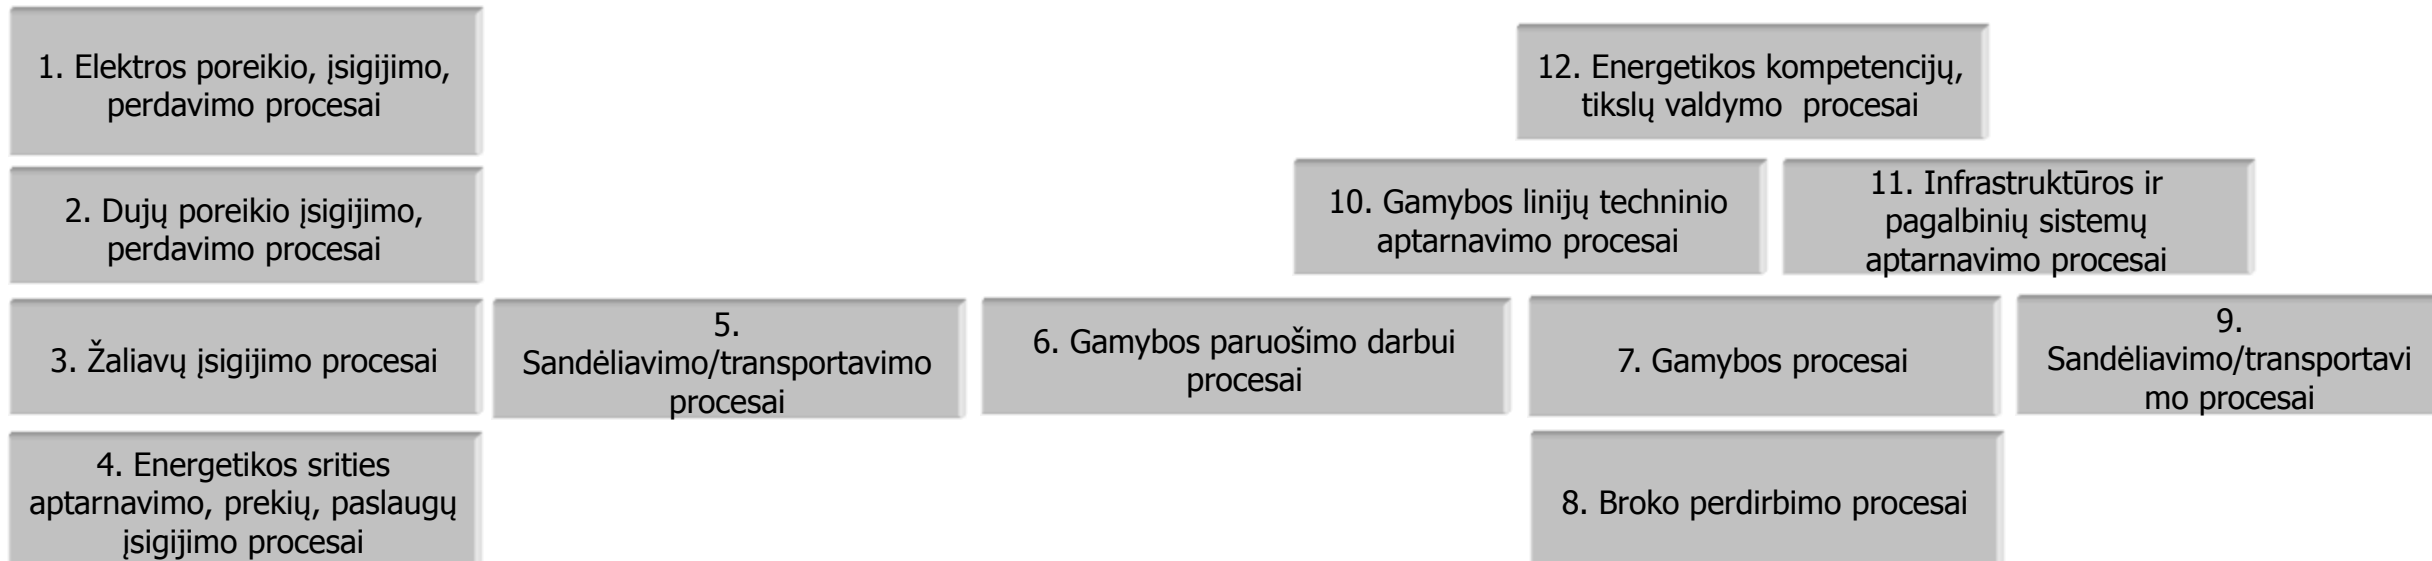 1. Elektros poreikio, įsigijimo,
perdavimo procesai
2. Dujų poreikio įsigijimo,
perdavimo procesai
3. Žaliavų įsigijimo procesai
4. Energetikos srities
aptarnavimo, prekių, paslaugų
įsigijimo procesai
5.
Sandėliavimo/transportavimo
procesai
6. Gamybos paruošimo darbui
procesai
12. Energetikos kompetencijų,
tikslų valdymo  procesai
10. Gamybos linijų techninio
aptarnavimo procesai
11. Infrastruktūros ir
pagalbinių sistemų
aptarnavimo procesai
7. Gamybos procesai
8. Broko perdirbimo procesai
9.
Sandėliavimo/transportavi
mo procesai